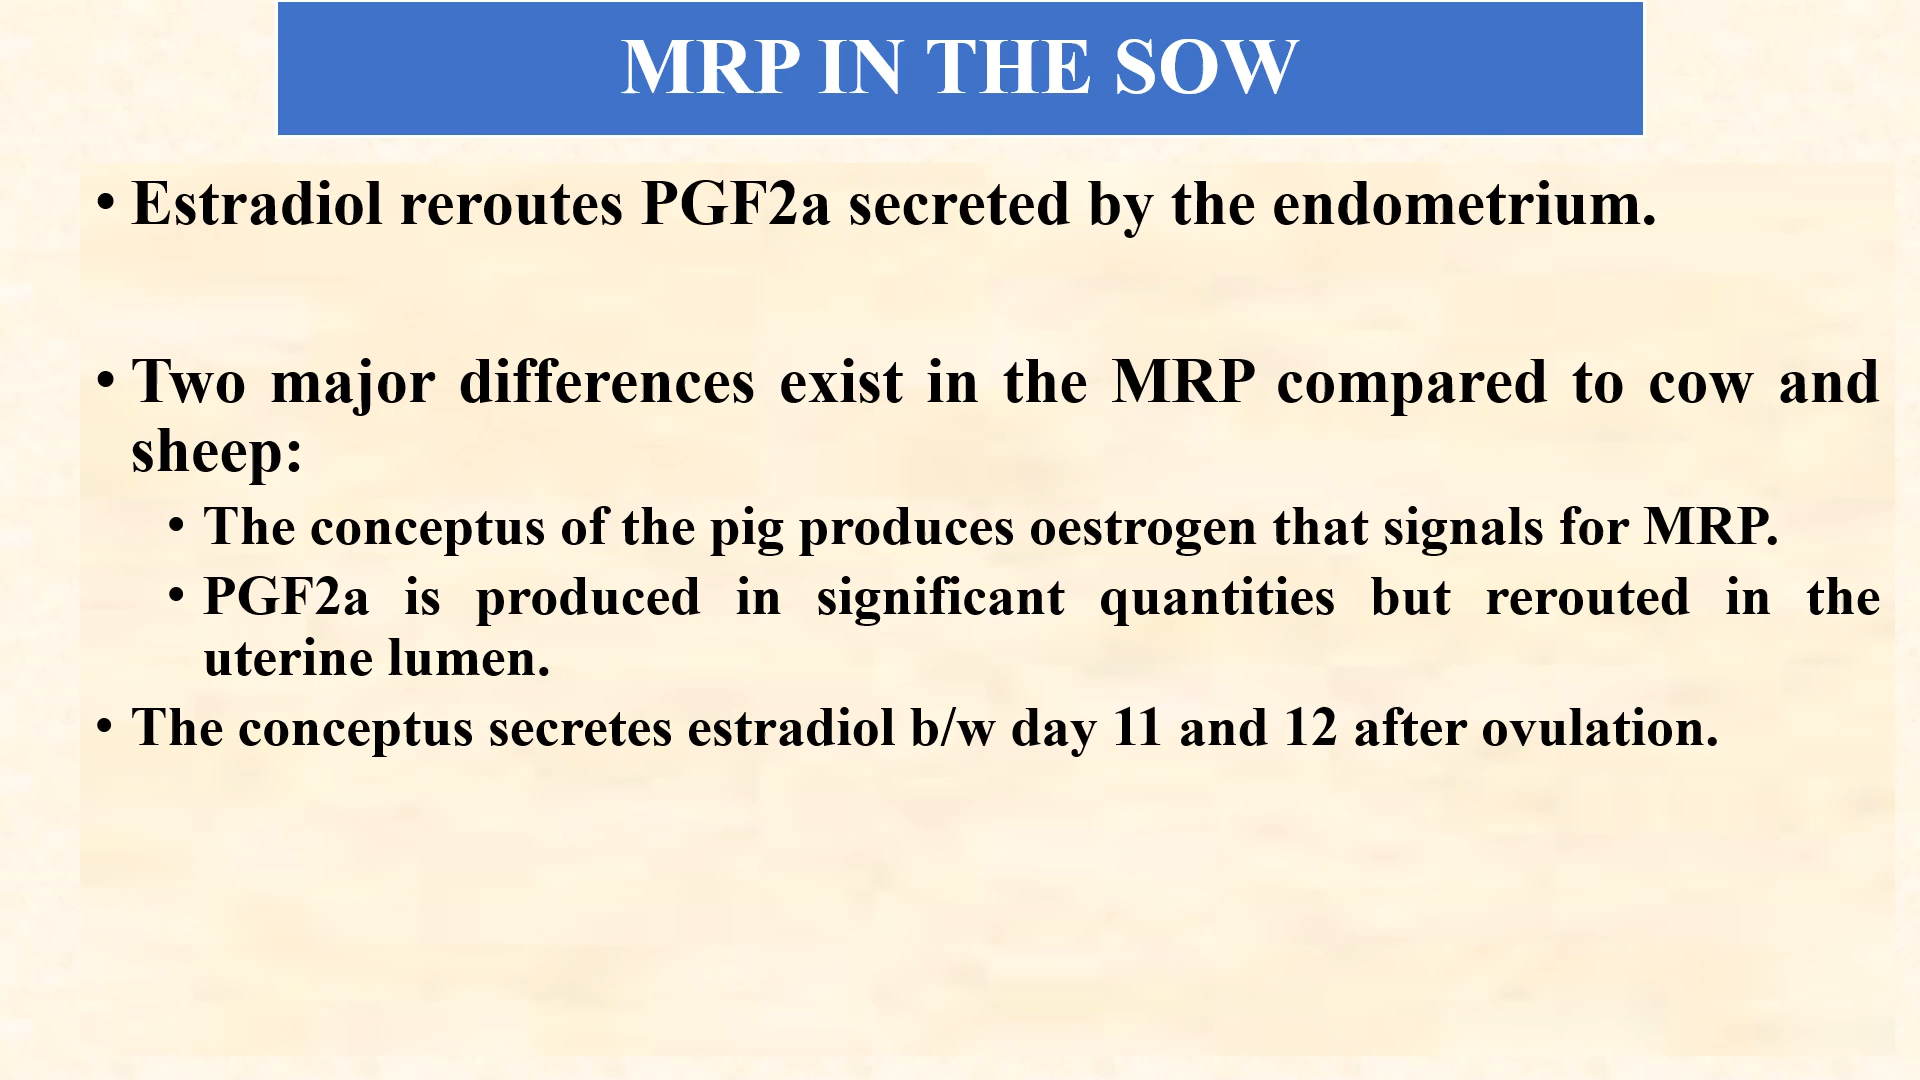 MRP IN THE SOW
• Estradiol reroutes PGF2a secreted by the endometrium.
• Two major differences exist in the MRP compared to cow and
sheep:
• The conceptus of the pig produces oestrogen that signals for MRP.
• PGF2a is produced in significant quantities but rerouted in the
uterine lumen.
• The conceptus secretes estradiol b/w day 11 and 12 after ovulation.